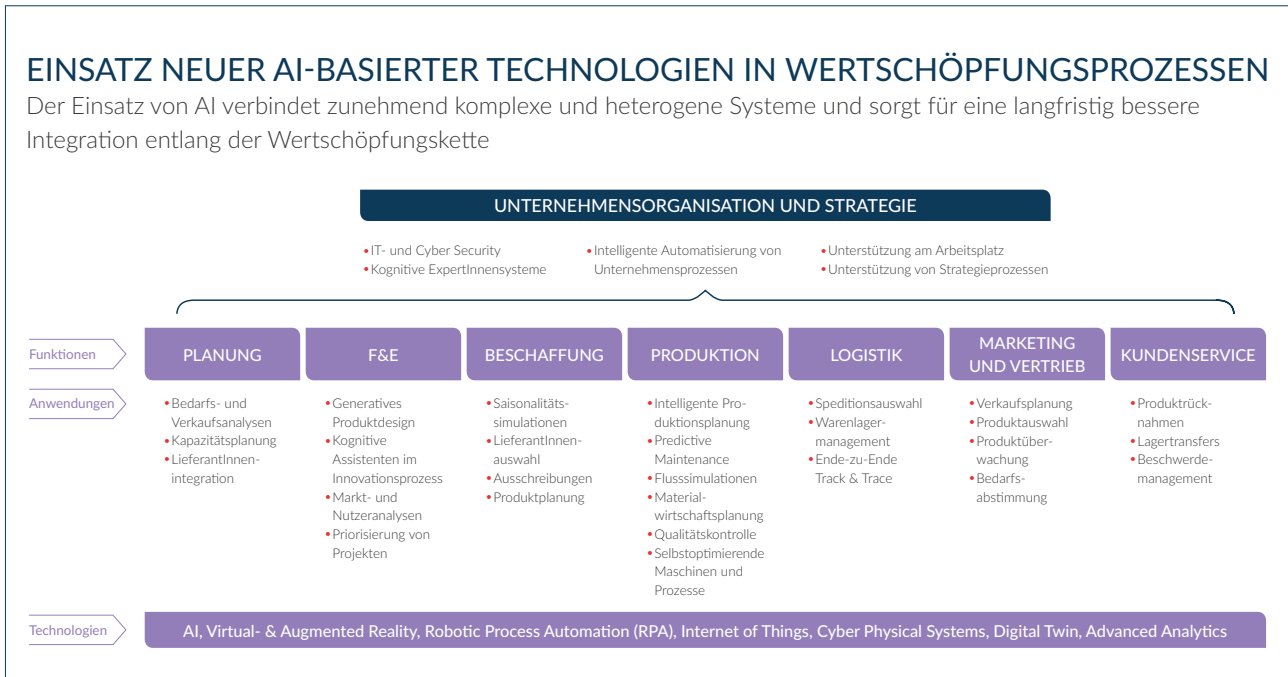 EINSATZ NEUER AI-BASIERTER TECHNOLOGIEN IN WERTSCHÖPFUNGSPROZESSEN
Der Einsatz von AI verbindet zunehmend komplexe und heterogene Systeme und sorgt für eine langfristig bessere
Integration entlang der Wertschöpfungskette
UNTERNEHMENSORGANISATION UND STRATEGIE
• IT- und Cyber Security
• Kognitive ExpertInnensysteme
• Intelligente Automatisierung von
Unternehmensprozessen
• Unterstützung am Arbeitsplatz
• Unterstützung von Strategieprozessen
Funktionen
PLANUNG
F&E
BESCHAFFUNG
PRODUKTION
LOGISTIK
MARKETING
UND VERTRIEB
KUNDENSERVICE
Anwendungen
• Bedarfs- und
Verkaufsanalysen
• Kapazitätsplanung
• LieferantInnen-
integration
• Generatives
Produktdesign
• Kognitive
Assistenten im
Innovationsprozess
• Markt- und
Nutzeranalysen
• Priorisierung von
Projekten
• Saisonalitäts-
simulationen
• LieferantInnen-
auswahl
• Ausschreibungen
• Produktplanung
• Intelligente Pro-
duktionsplanung
• Predictive
Maintenance
• Flusssimulationen
• Material-
wirtschaftsplanung
• Qualitätskontrolle
• Selbstoptimierende
Maschinen und
Prozesse
• Speditionsauswahl
• Warenlager-
management
• Ende-zu-Ende
Track & Trace
• Verkaufsplanung
• Produktauswahl
• Produktüber-
wachung
• Bedarfs-
abstimmung
• Produktrück-
nahmen
• Lagertransfers
• Beschwerde-
management
Technologien
AI, Virtual- & Augmented Reality, Robotic Process Automation (RPA), Internet of Things, Cyber Physical Systems, Digital Twin, Advanced Analytics